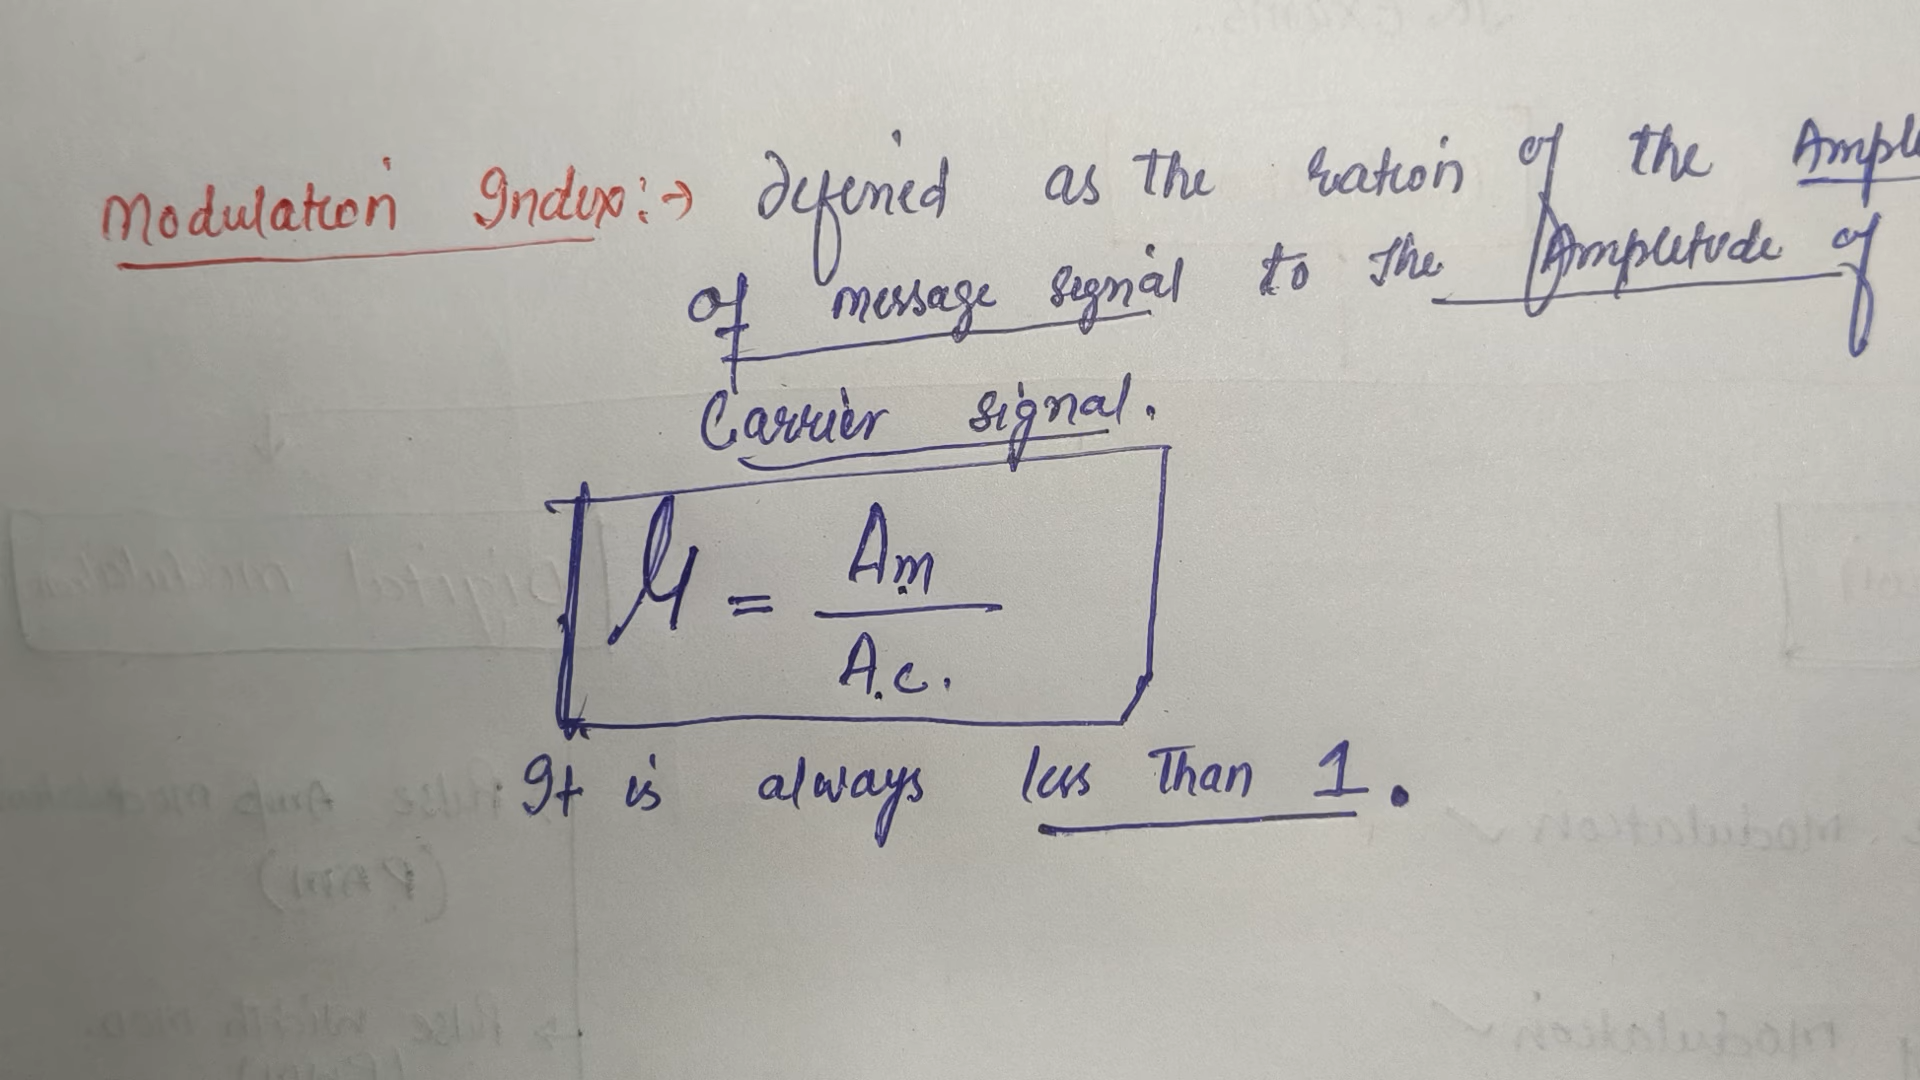 Modulation Index:→ defined as the ration of the Ample
of message signal to the Amplitude of
Carrier signal.
μ = Am
A.c.
It is always less Than 1.